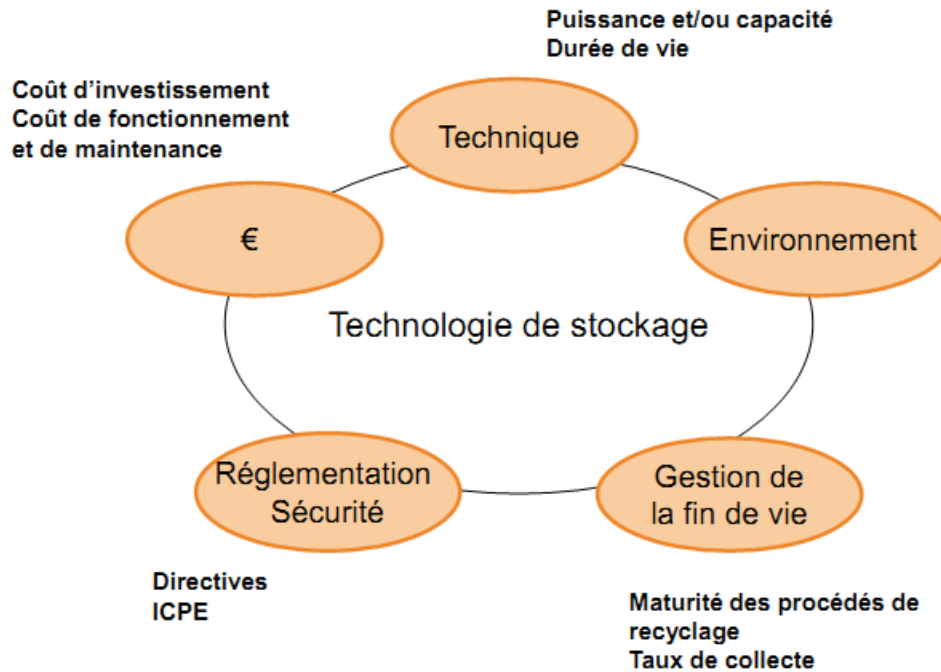 Puissance et/ou capacité
Durée de vie
Coût d'investissement
Coût de fonctionnement
et de maintenance
Technique
€
Environnement
Technologie de stockage
Réglementation
Sécurité
Gestion de
la fin de vie
Directives
ICPE
Maturité des procédés de
recyclage
Taux de collecte